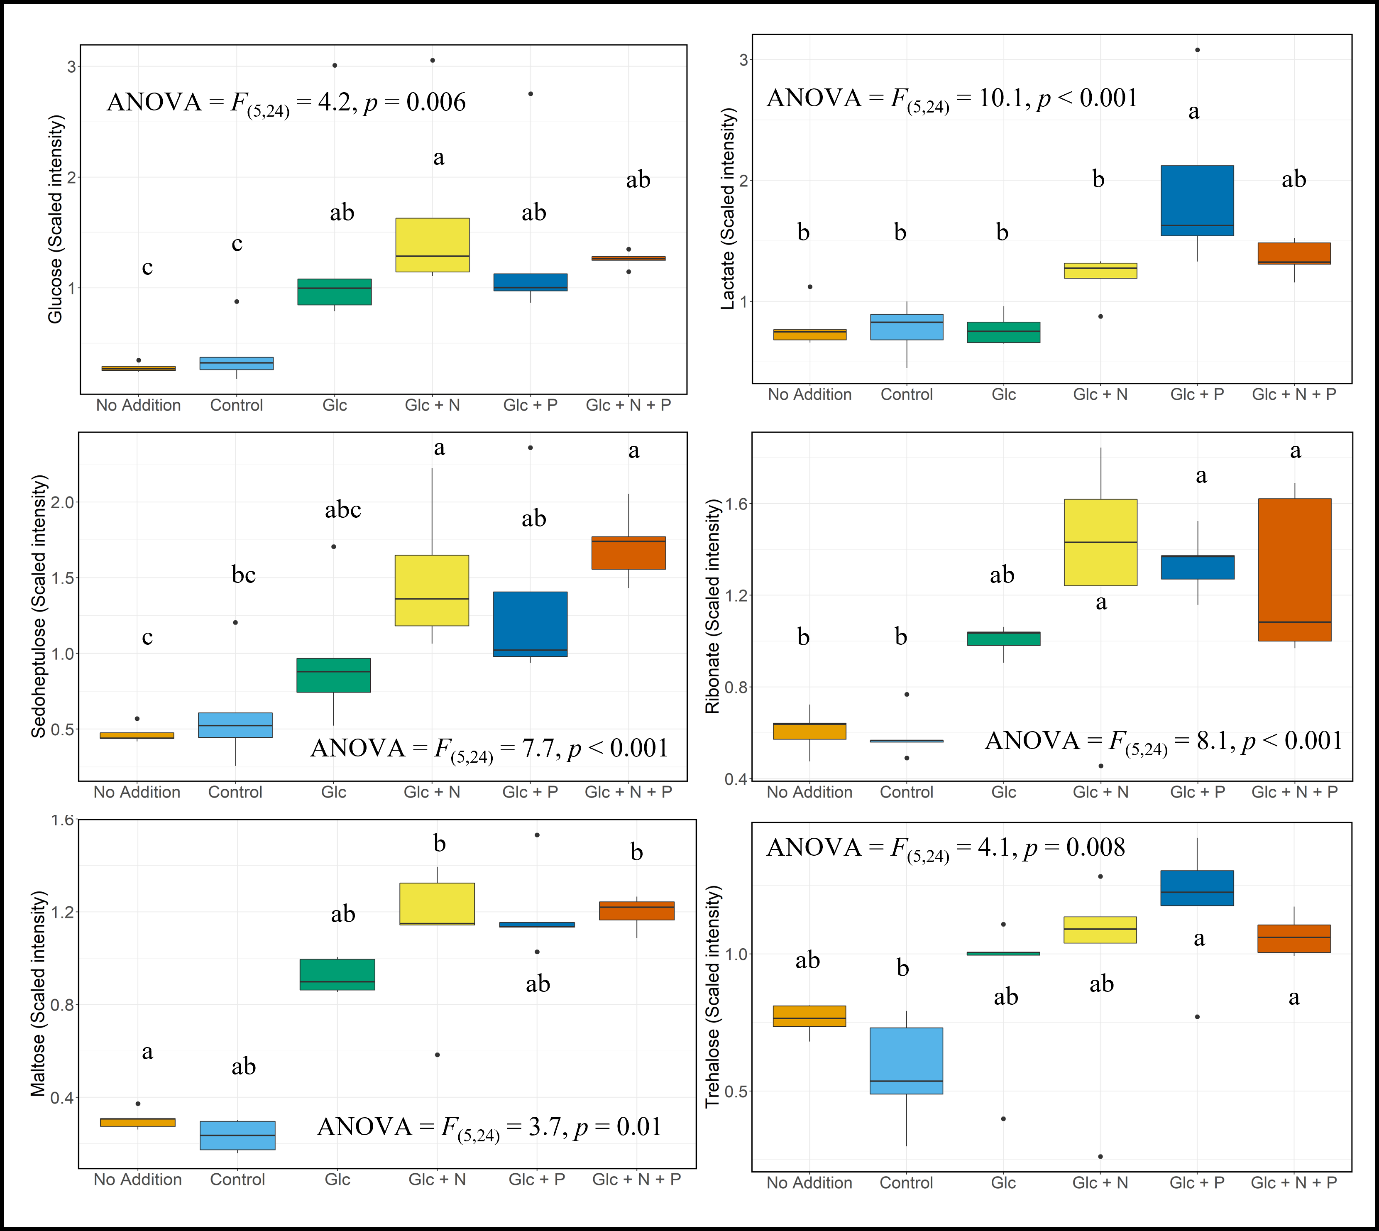 3
2
1
Glucose (Scaled intensity)
ANOVA = F(5,24) = 4.2, p = 0.006
c
c
ab
a
ab
ab
No Addition Control Glc Glc + N Glc + P Glc + N + P
3
2
1
Lactate (Scaled intensity)
ANOVA = F(5,24) = 10.1, p < 0.001
b
b
b
b
a
ab
No Addition Control Glc Glc + N Glc + P Glc + N + P
2.0
1.5
1.0
0.5
Sedoheptulose (Scaled intensity)
c
bc
abc
a
ab
a
ANOVA = F(5,24) = 7.7, p < 0.001
No Addition Control Glc Glc + N Glc + P Glc + N + P
1.6
1.2
0.8
0.4
Ribonate (Scaled intensity)
b
b
ab
a
a
a
ANOVA = F(5,24) = 8.1, p < 0.001
No Addition Control Glc Glc + N Glc + P Glc + N + P
1.6
1.2
0.8
0.4
Maltose (Scaled intensity)
a
ab
ab
b
ab
b
ANOVA = F(5,24) = 3.7, p = 0.01
No Addition Control Glc Glc + N Glc + P Glc + N + P
1.0
0.5
Trehalose (Scaled intensity)
ANOVA = F(5,24) = 4.1, p = 0.008
ab
b
ab
ab
a
a
No Addition Control Glc Glc + N Glc + P Glc + N + P